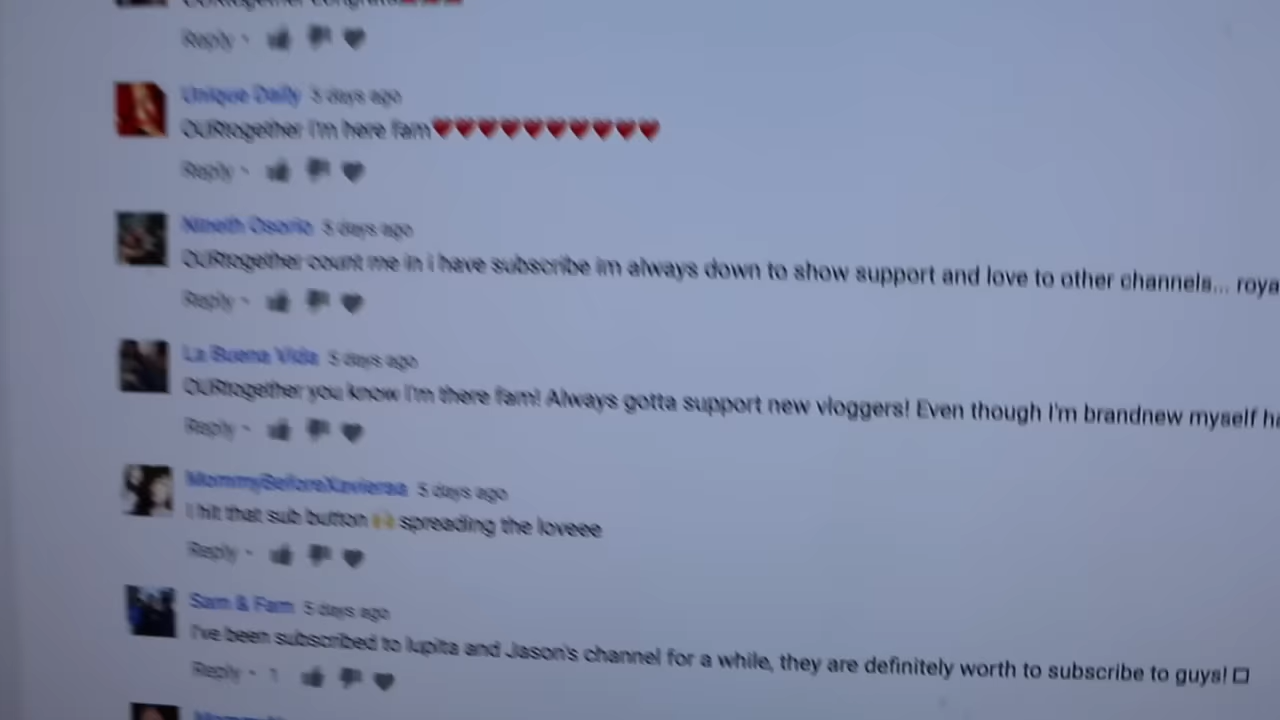 Reply
Unique Daily 5 days ago
OURtogether I'm here fam❤❤❤❤❤❤❤❤❤❤
Reply
Osorio 5 days ago
OURtogether count me in i have subscribe im always down to show support and love to other channels... roya
Reply
La Buena Vida 5 days ago
OURtogether you know I'm there fam! Always gotta support new vloggers! Even though I'm brandnew myself he
Reply
5 days ago
I hit that sub button 🙌 spreading the loveee
Reply
Sam & Fam 5 days ago
I've been subscribed to lupita and Jason's channel for a while, they are definitely worth to subscribe to guys!
Reply 1